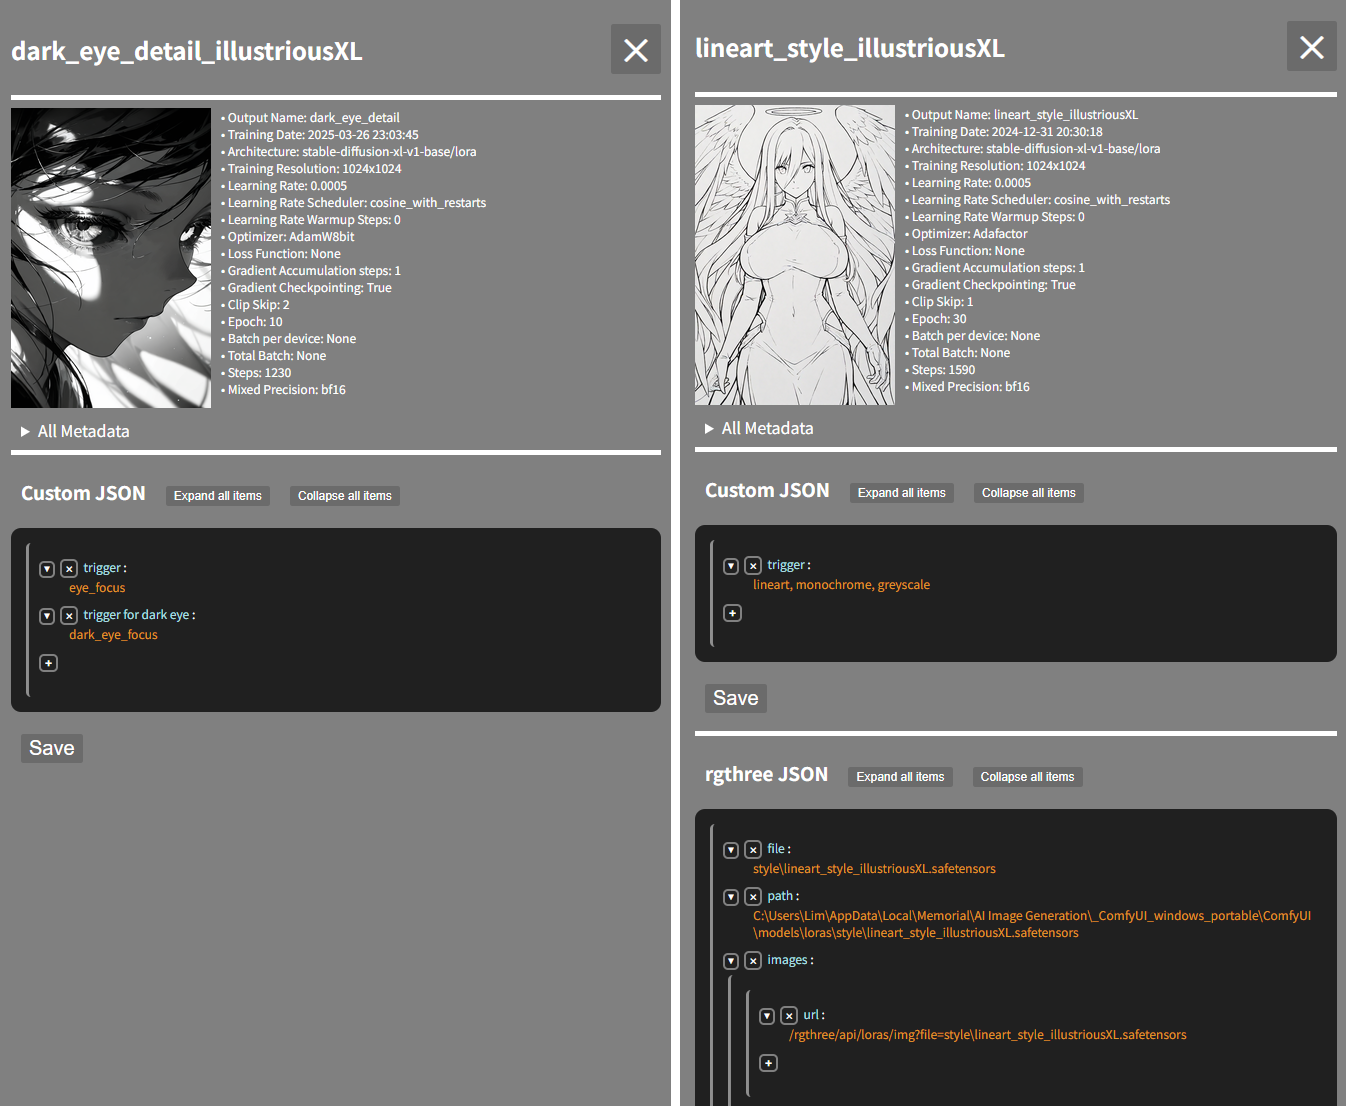 dark_eye_detail_illustriousXL
• Output Name: dark_eye_detail
• Training Date: 2025-03-26 23:03:45
• Architecture: stable-diffusion-xl-v1-base/lora
• Training Resolution: 1024x1024
• Learning Rate: 0.0005
• Learning Rate Scheduler: cosine_with_restarts
• Learning Rate Warmup Steps: 0
• Optimizer: AdamW8bit
• Loss Function: None
• Gradient Accumulation steps: 1
• Gradient Checkpointing: True
• Clip Skip: 2
• Epoch: 10
• Batch per device: None
• Total Batch: None
• Steps: 1230
• Mixed Precision: bf16
All Metadata
Custom JSON Expand all items Collapse all items
trigger :
eye_focus
trigger for dark eye :
dark_eye_focus
Save
lineart_style_illustriousXL
• Output Name: lineart_style_illustriousXL
• Training Date: 2024-12-31 20:30:18
• Architecture: stable-diffusion-xl-v1-base/lora
• Training Resolution: 1024x1024
• Learning Rate: 0.0005
• Learning Rate Scheduler: cosine_with_restarts
• Learning Rate Warmup Steps: 0
• Optimizer: Adafactor
• Loss Function: None
• Gradient Accumulation steps: 1
• Gradient Checkpointing: True
• Clip Skip: 1
• Epoch: 30
• Batch per device: None
• Total Batch: None
• Steps: 1590
• Mixed Precision: bf16
All Metadata
Custom JSON Expand all items Collapse all items
trigger :
lineart, monochrome, greyscale
Save
rgthree JSON Expand all items Collapse all items
file :
style\lineart_style_illustriousXL.safetensors
path :
C:\Users\Lim\AppData\Local\Memorial\AI Image Generation\_ComfyUI_windows_portable\ComfyUI
\models\loras\style\lineart_style_illustriousXL.safetensors
images :
url :
/rgthree/api/loras/img?file=style\lineart_style_illustriousXL.safetensors